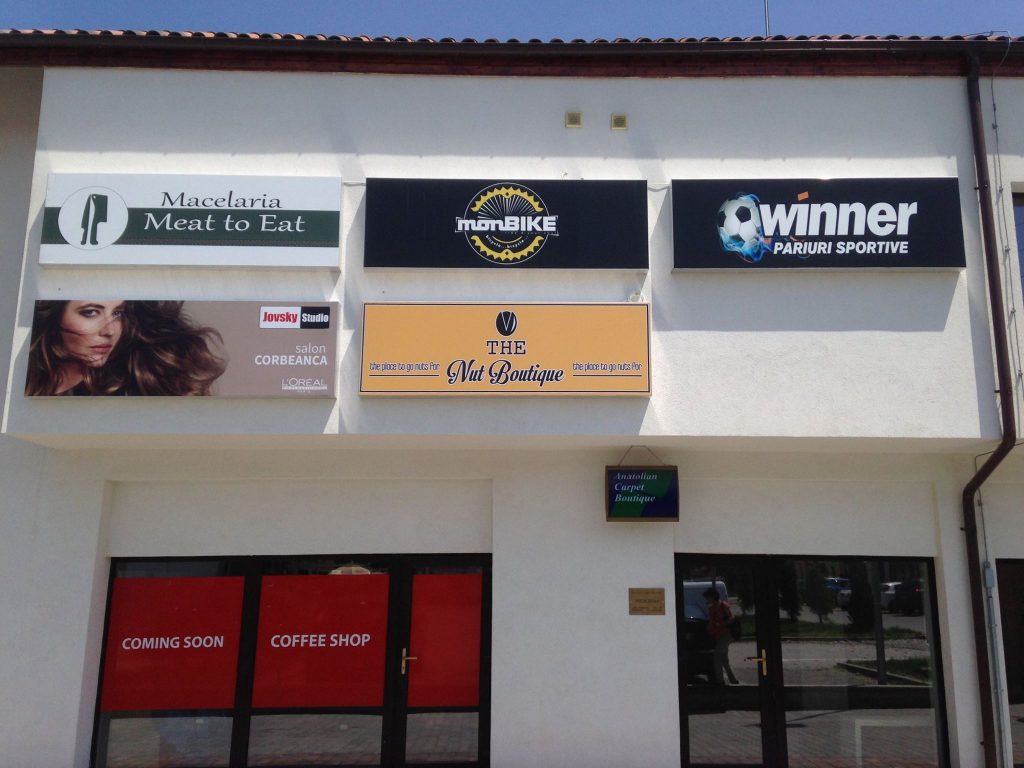 Macelaria
Meat to Eat
mōnBIKE
winner
PARIURI SPORTIVE
Jovsky Studio
salon
CORBEANCA
L'ORÉAL
V
THE
the place to go nuts for Nut Boutique the place to go nuts for
Anatolian
Carpet
Boutique
COMING SOON
COFFEE SHOP